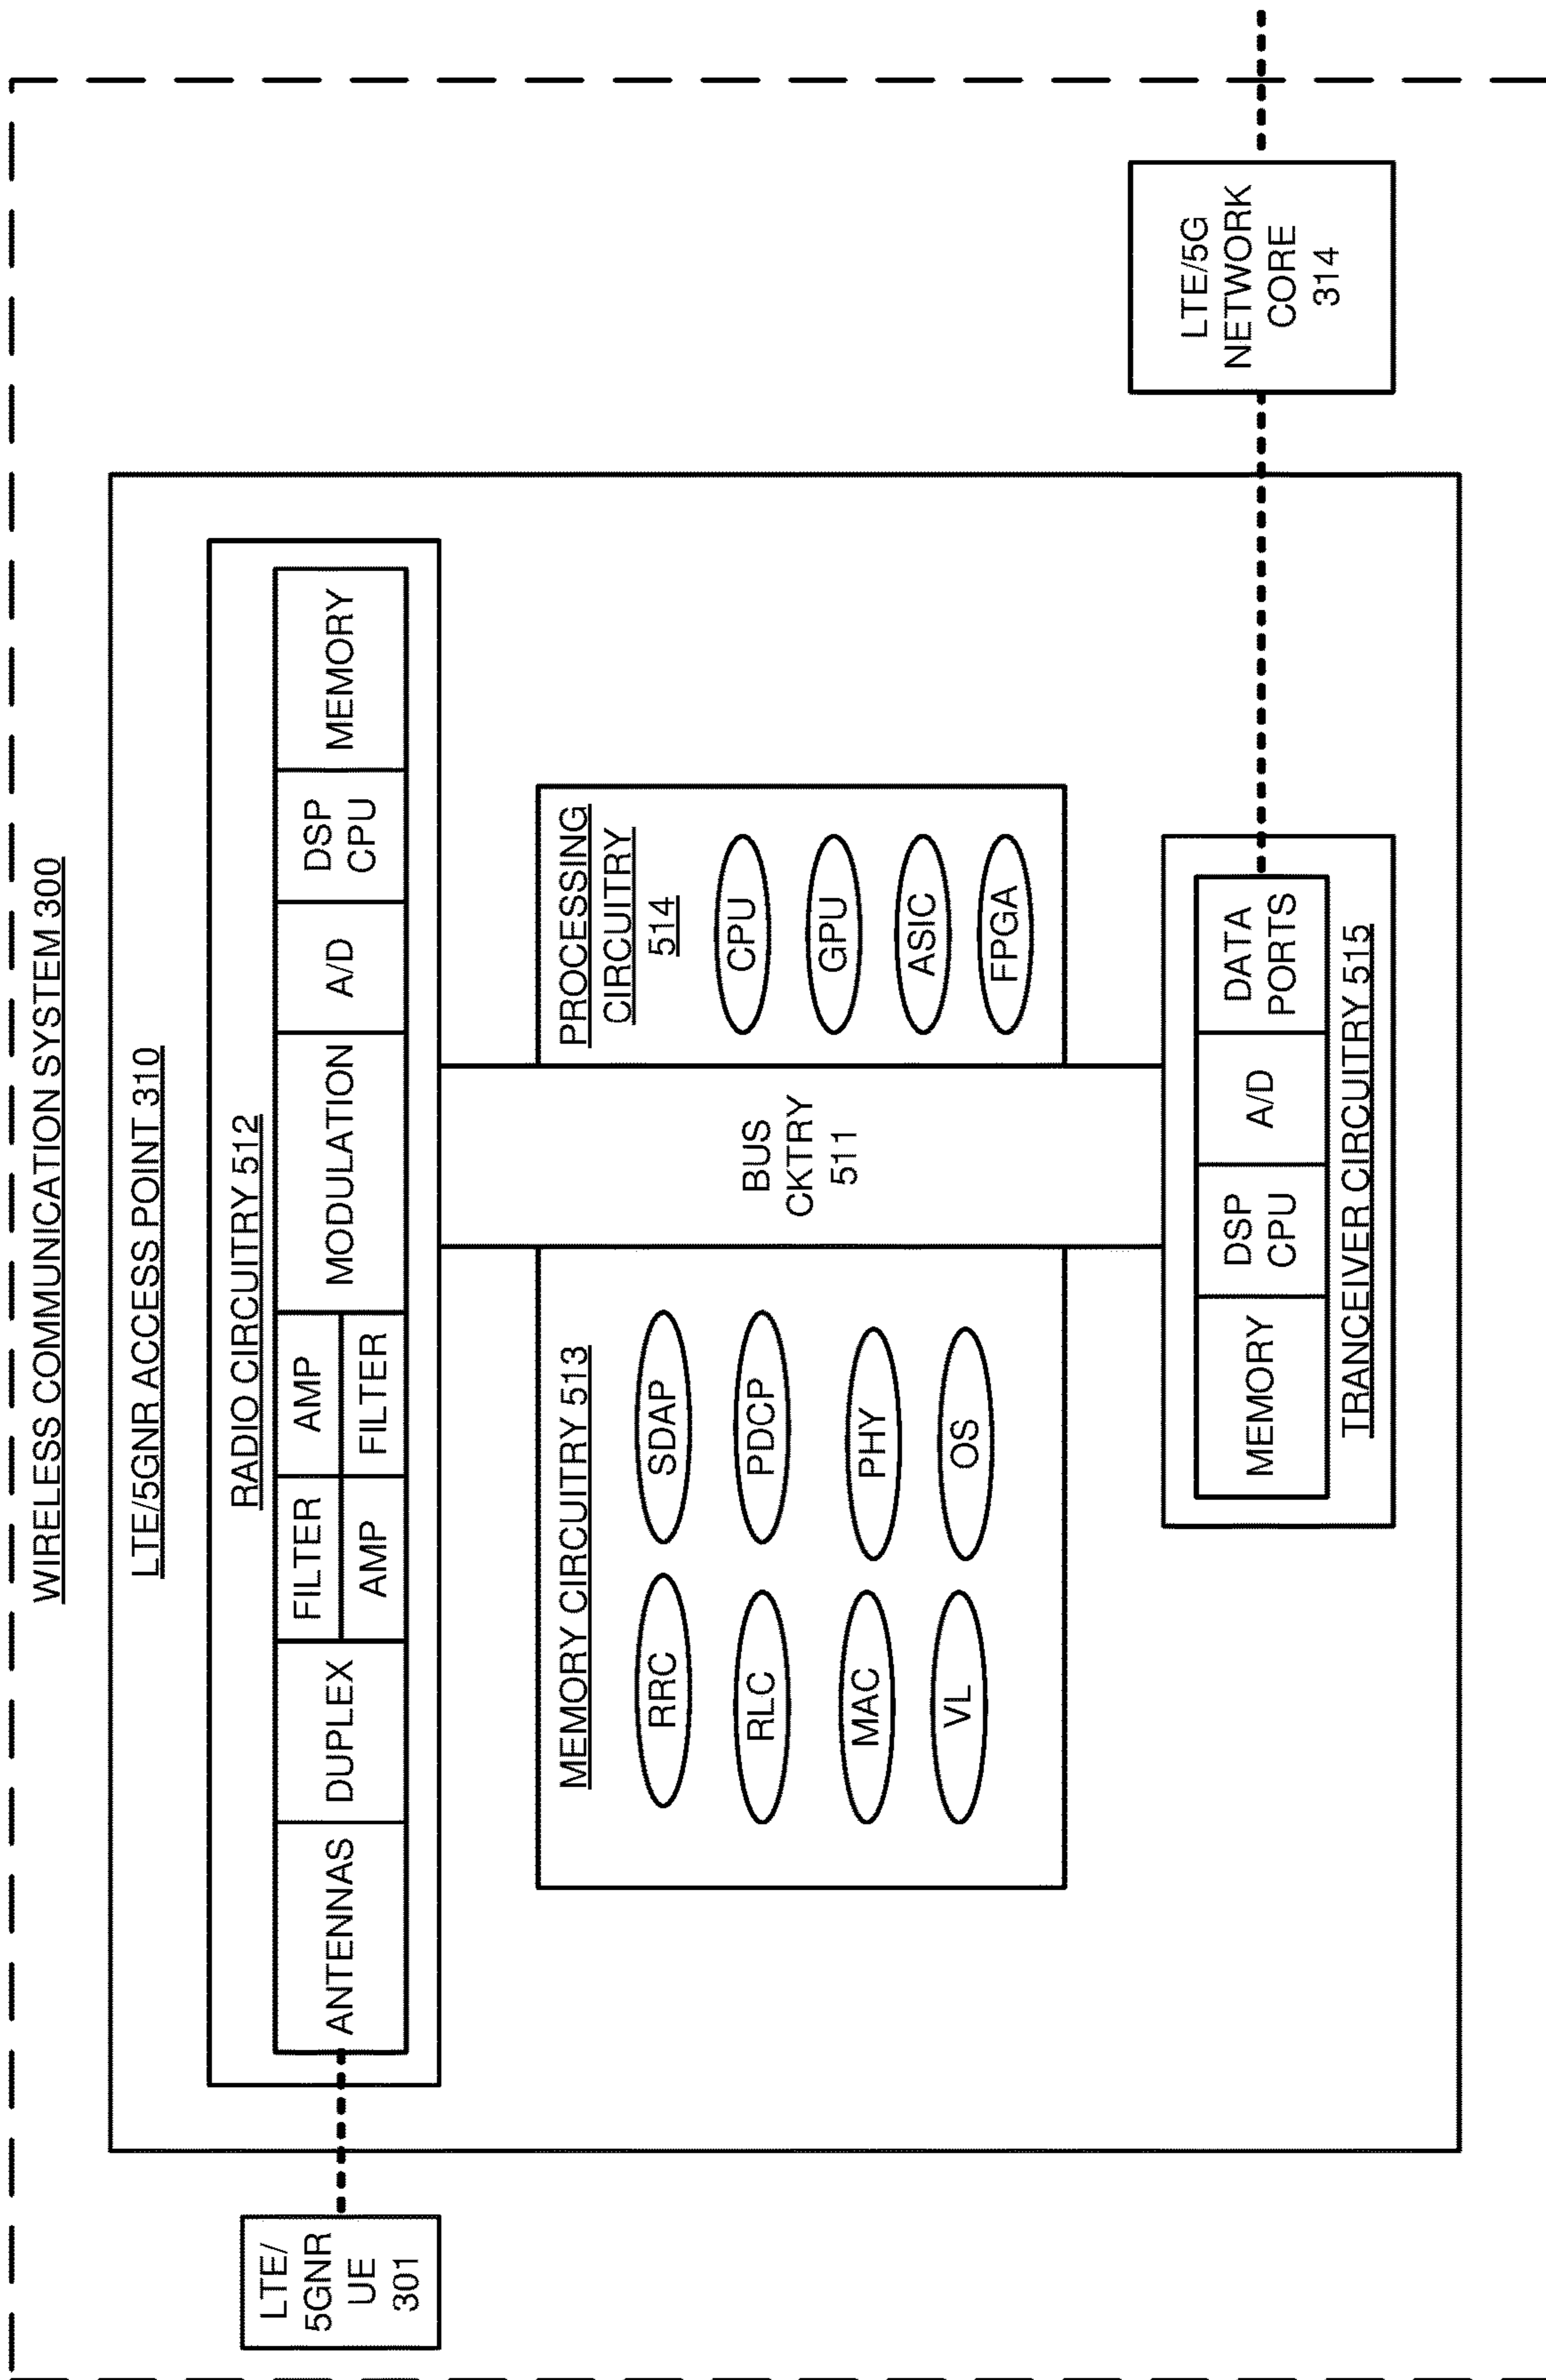 WIRELESS COMMUNICATION SYSTEM 300
LTE/5GNR ACCESS POINT 310
RADIO CIRCUITRY 512
ANTENNAS
DUPLEX
FILTER
AMP
AMP
FILTER
MODULATION
A/D
DSP
CPU
MEMORY
LTE/
5GNR
UE
301
MEMORY CIRCUITRY 513
RRC
SDAP
RLC
PDCP
MAC
PHY
VL
OS
BUS
CKTRY
511
PROCESSING
CIRCUITRY
514
CPU
GPU
ASIC
FPGA
MEMORY
DSP
CPU
A/D
DATA
PORTS
TRANCEIVER CIRCUITRY 515
LTE/5G
NETWORK
CORE
314